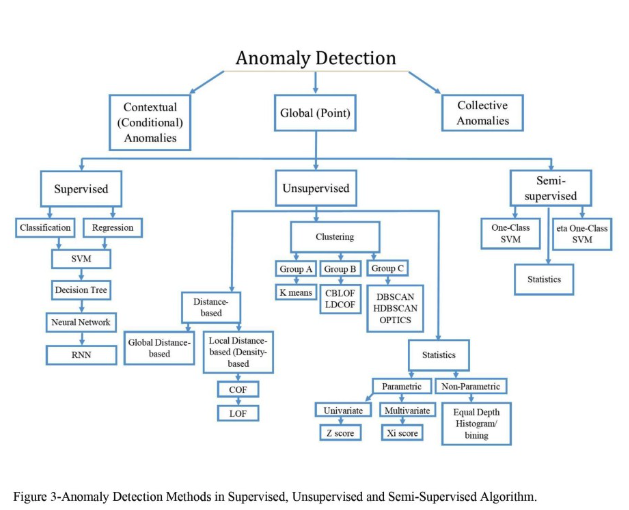 Anomaly Detection
Contextual
(Conditional)
Anomalies
Global (Point)
Collective
Anomalies
Supervised
Unsupervised
Semi-
supervised
Classification
Regression
SVM
Decision Tree
Neural Network
RNN
Clustering
Group A
Group B
Group C
K means
CBLOF
LDCOF
DBSCAN
HDBSCAN
OPTICS
Distance-
based
Global Distance-
based
Local Distance-
based (Density-
based
COF
LOF
Statistics
Parametric
Non-Parametric
Univariate
Multivariate
Z score
Xi score
Equal Depth
Histogram/
bining
One-Class
SVM
eta One-Class
SVM
Statistics
Figure 3-Anomaly Detection Methods in Supervised, Unsupervised and Semi-Supervised Algorithm.